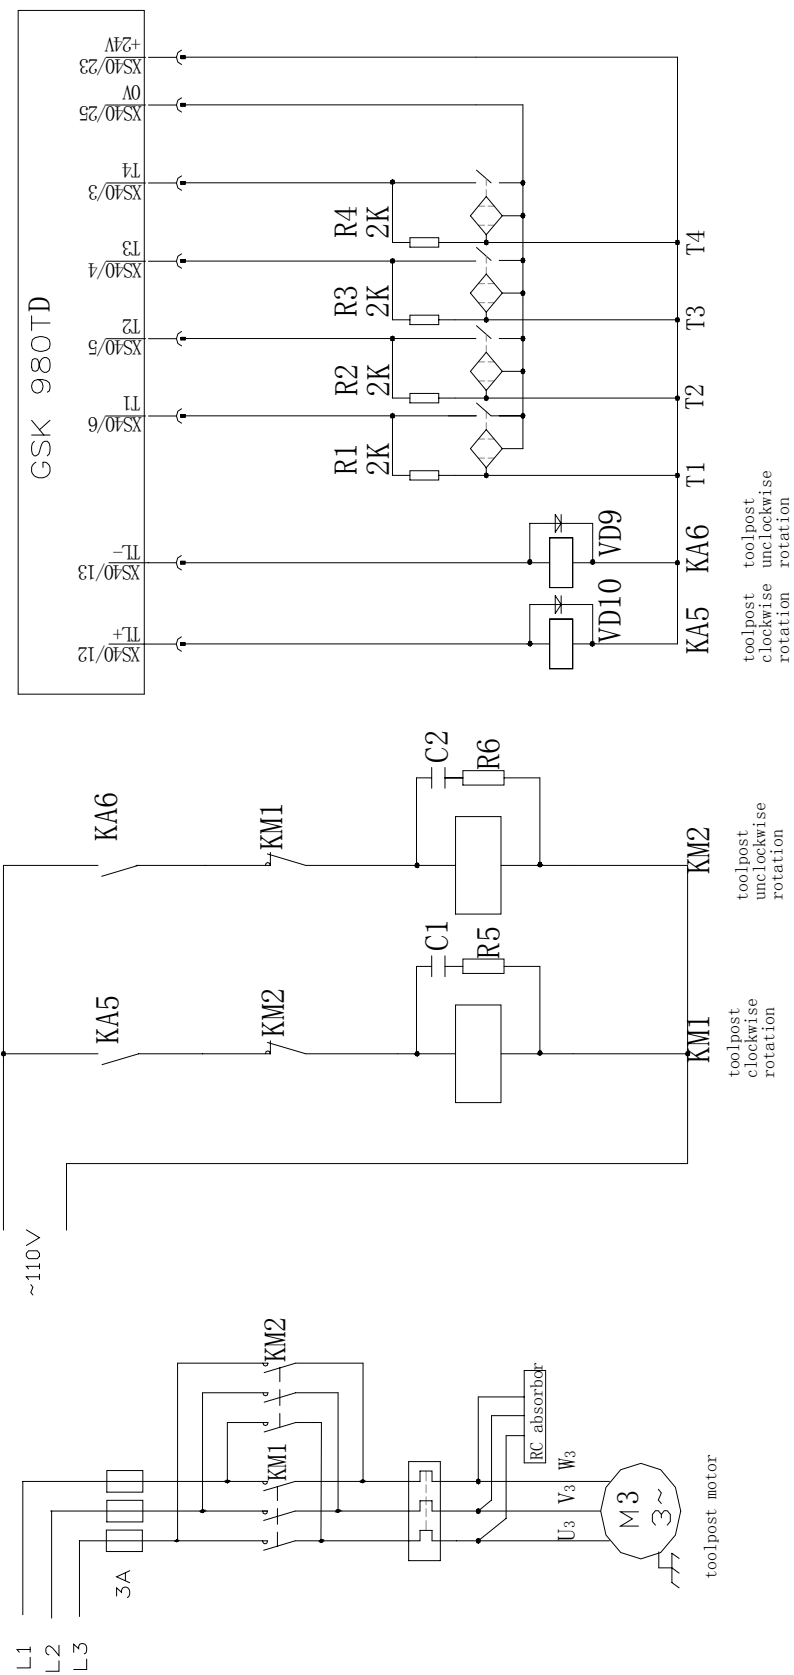 GSK 980TD
+24V
XS40/23
0V
XS40/25
T4
XS40/3
T3
XS40/4
T2
XS40/5
T1
XS40/6
TL-
XS40/13
TL+
XS40/12
R4
2K
R3
2K
R2
2K
R1
2K
T4
T3
T2
T1
VD9
VD10
KA6
toolpost
unclockwise
rotation
KA5
toolpost
clockwise
rotation
KA6
KM1
C2
R6
KM2
toolpost
unclockwise
rotation
KA5
KM2
C1
R5
KM1
toolpost
clockwise
rotation
~110V
L1
L2
L3
3A
KM2
KM1
RC absorbor
U3
V3
W3
M3
3~
toolpost motor